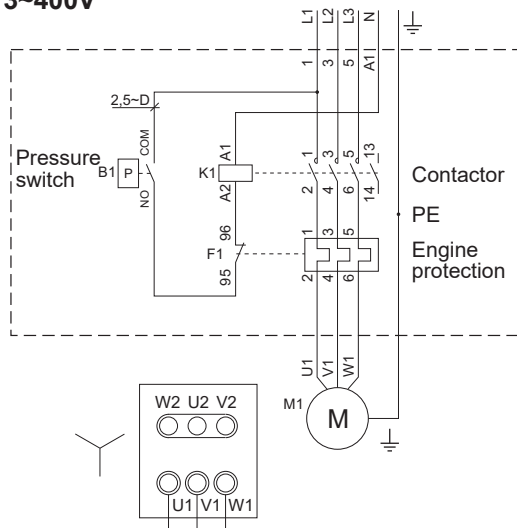 3~400V
L1 L2 L3 N
1 3 5 A1
2,5~D
COM
Pressure
switch
B1 P
NO
A1
K1
A2
1 3 5 13
2 4 6 14
Contactor
PE
96
F1
95
1 3 5
2 4 6
Engine
protection
U1 V1 W1
M1 M
W2 U2 V2
U1 V1 W1